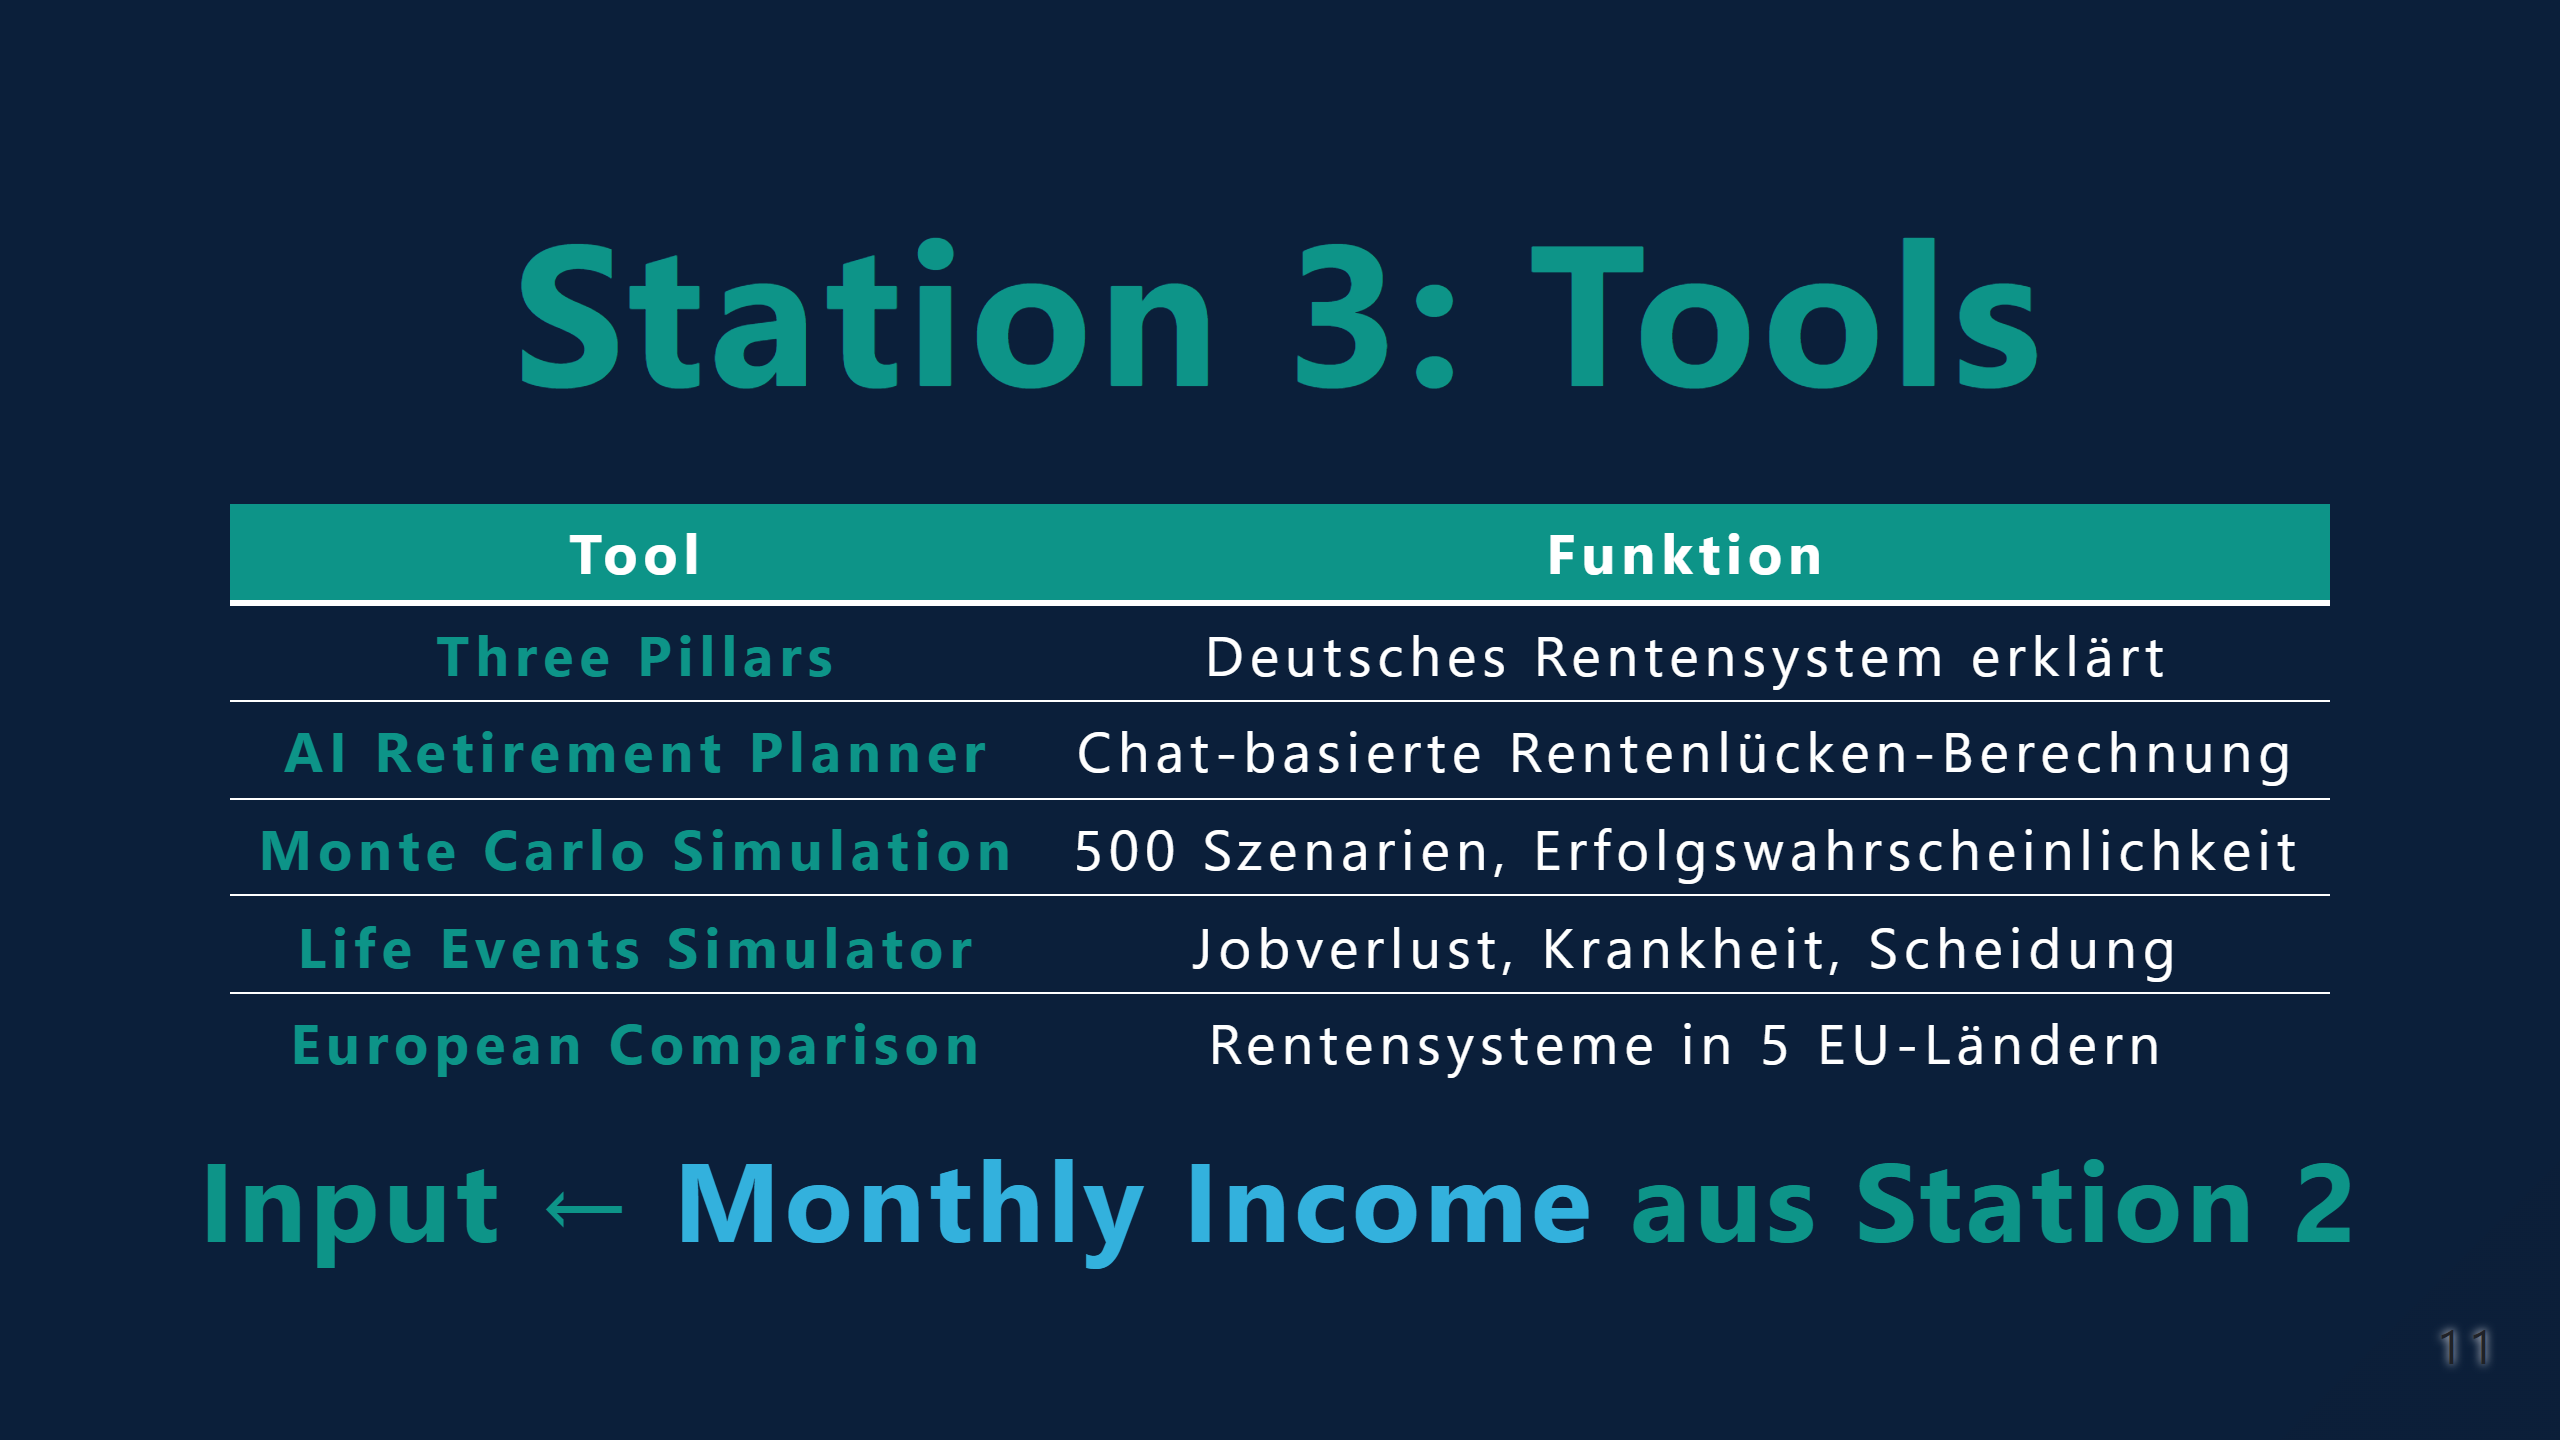 Station 3: Tools
Tool Funktion
Three Pillars Deutsches Rentensystem erklärt
AI Retirement Planner Chat-basierte Rentenlücken-Berechnung
Monte Carlo Simulation 500 Szenarien, Erfolgswahrscheinlichkeit
Life Events Simulator Jobverlust, Krankheit, Scheidung
European Comparison Rentensysteme in 5 EU-Ländern
Input ← Monthly Income aus Station 2
11